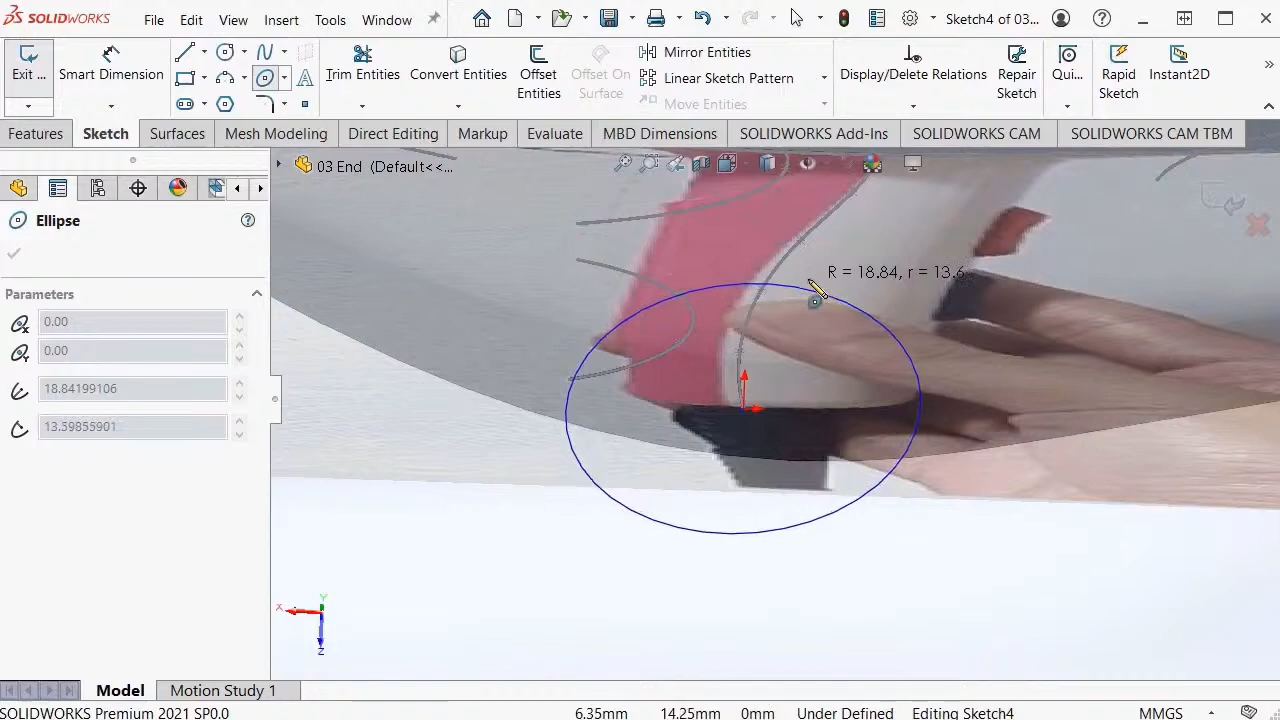 SOLIDWORKS File Edit View Insert Tools Window Sketch4 of 03...
Exit ... Smart Dimension Trim Entities Convert Entities Offset Entities Offset On Surface Mirror Entities Linear Sketch Pattern Move Entities Display/Delete Relations Repair Sketch Qui... Rapid Sketch Instant2D
Features Sketch Surfaces Mesh Modeling Direct Editing Markup Evaluate MBD Dimensions SOLIDWORKS Add-Ins SOLIDWORKS CAM SOLIDWORKS CAM TBM
03 End (Default<<...
Ellipse
Parameters
0.00
0.00
18.84199106
13.59855901
R = 18.84, r = 13.6
X Y Z
Model Motion Study 1
SOLIDWORKS Premium 2021 SP0.0 6.35mm 14.25mm 0mm Under Defined Editing Sketch4 MMGS